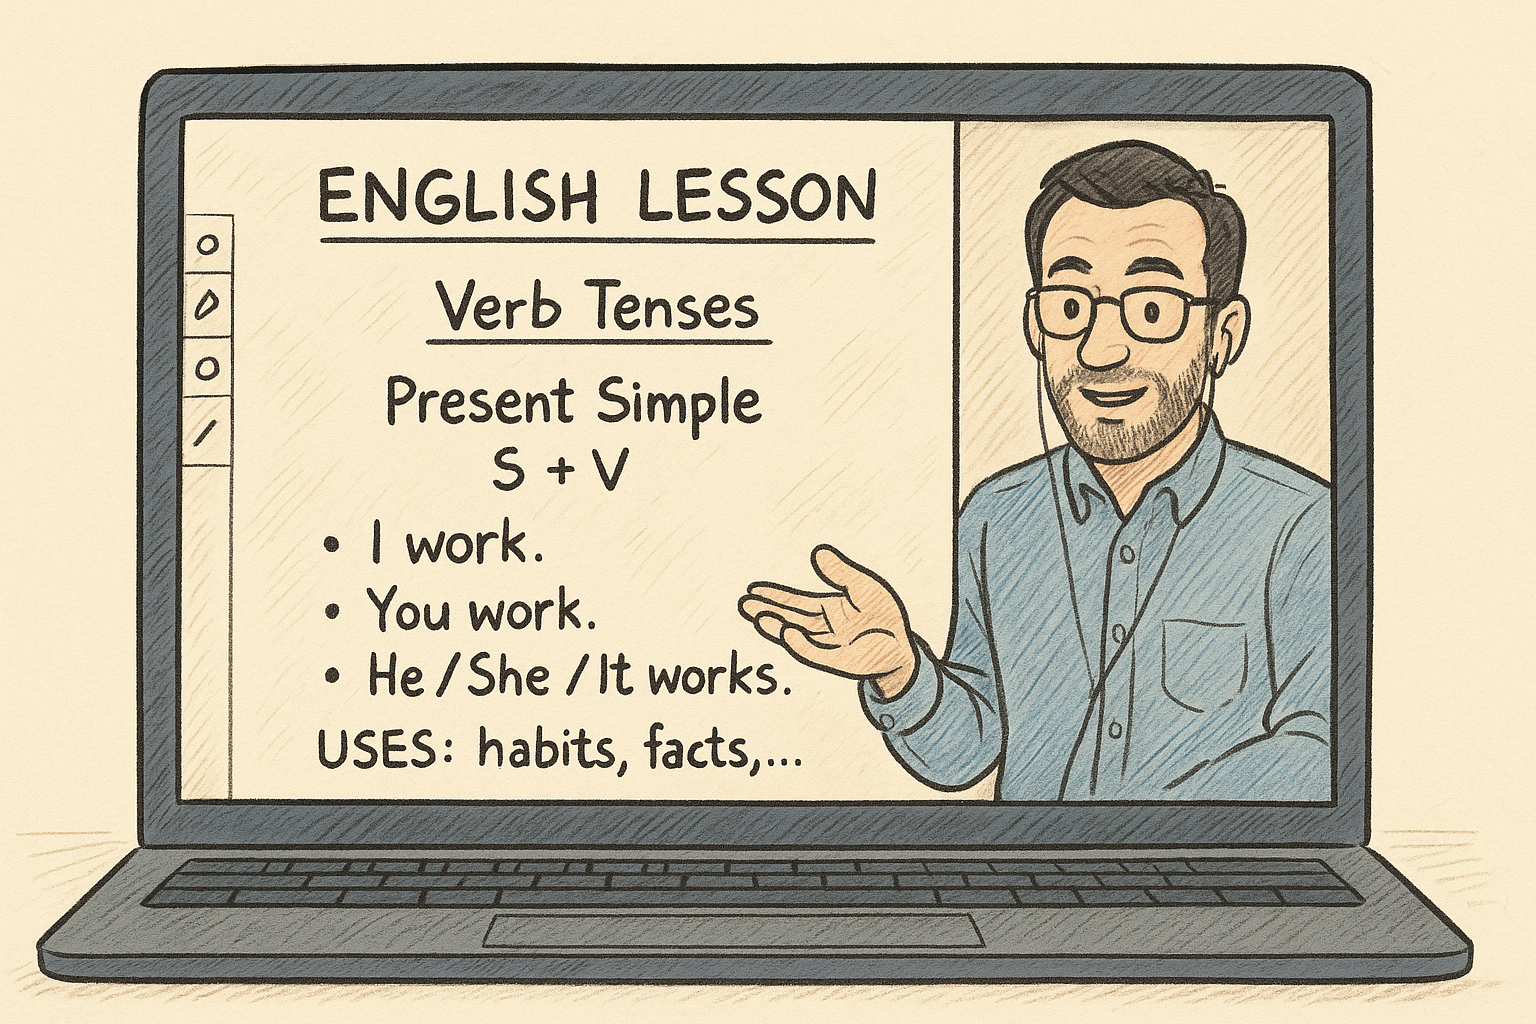 ENGLISH LESSON
Verb Tenses
Present Simple
S + V
• I work.
• You work.
• He / She / It works.
USES: habits, facts,...